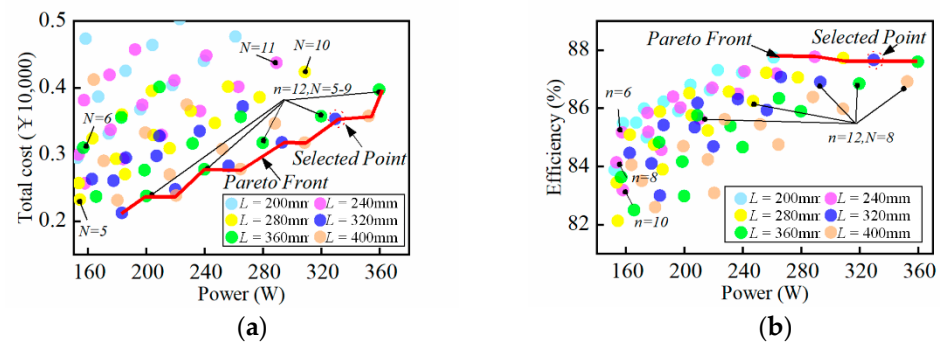 0.5
0.4
0.3
0.2
Total cost (¥ 10,000)
N=11
N=10
n=12,N=5-9
N=6
N=5
Selected Point
Pareto Front
L = 200mm
L = 240mm
L = 280mm
L = 320mm
L = 360mm
L = 400mm
160 200 240 280 320 360
Power (W)
(a)
88
86
84
82
Efficiency (%)
Pareto Front
Selected Point
n=6
n=12,N=8
n=8
n=10
L = 200mm
L = 240mm
L = 280mm
L = 320mm
L = 360mm
L = 400mm
160 200 240 280 320 360
Power (W)
(b)